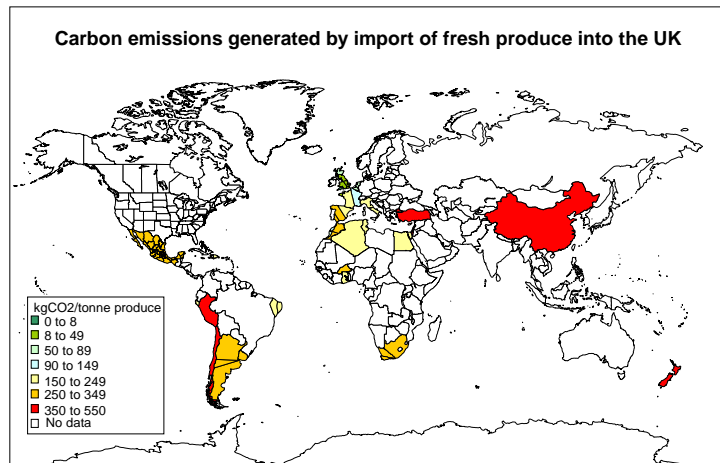 Carbon emissions generated by import of fresh produce into the UK
kgCO2/tonne produce
0 to 8
8 to 49
50 to 89
90 to 149
150 to 249
250 to 349
350 to 550
No data